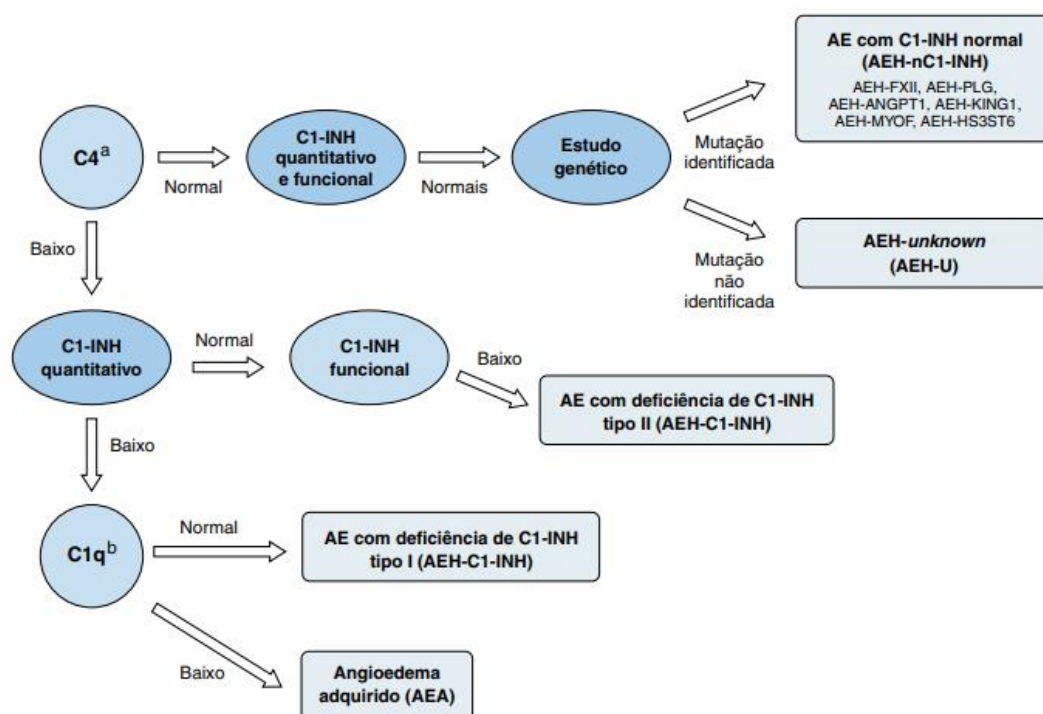 AE com C1-INH normal
(AEH-nC1-INH)
AEH-FXII, AEH-PLG,
AEH-ANGPT1, AEH-KING1,
AEH-MYOF, AEH-HS3ST6
C4a
Normal
C1-INH
quantitativo
e funcional
Normais
Estudo
genético
Mutação
identificada
Mutação
não
identificada
AEH-unknown
(AEH-U)
Baixo
C1-INH
quantitativo
Normal
C1-INH
funcional
Baixo
AE com deficiência de C1-INH
tipo II (AEH-C1-INH)
Baixo
C1qb
Normal
AE com deficiência de C1-INH
tipo I (AEH-C1-INH)
Baixo
Angioedema
adquirido (AEA)